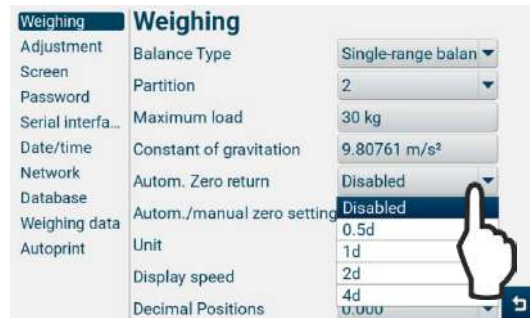 Weighing
Adjustment
Screen
Password
Serial interfa...
Date/time
Network
Database
Weighing data
Autoprint
Weighing
Balance Type Single-range balan
Partition 2
Maximum load 30 kg
Constant of gravitation 9.80761 m/s²
Autom. Zero return Disabled
Autom./manual zero setting Disabled
0.5d
Unit 1d
Display speed 2d
4d
Decimal Positions 0.000